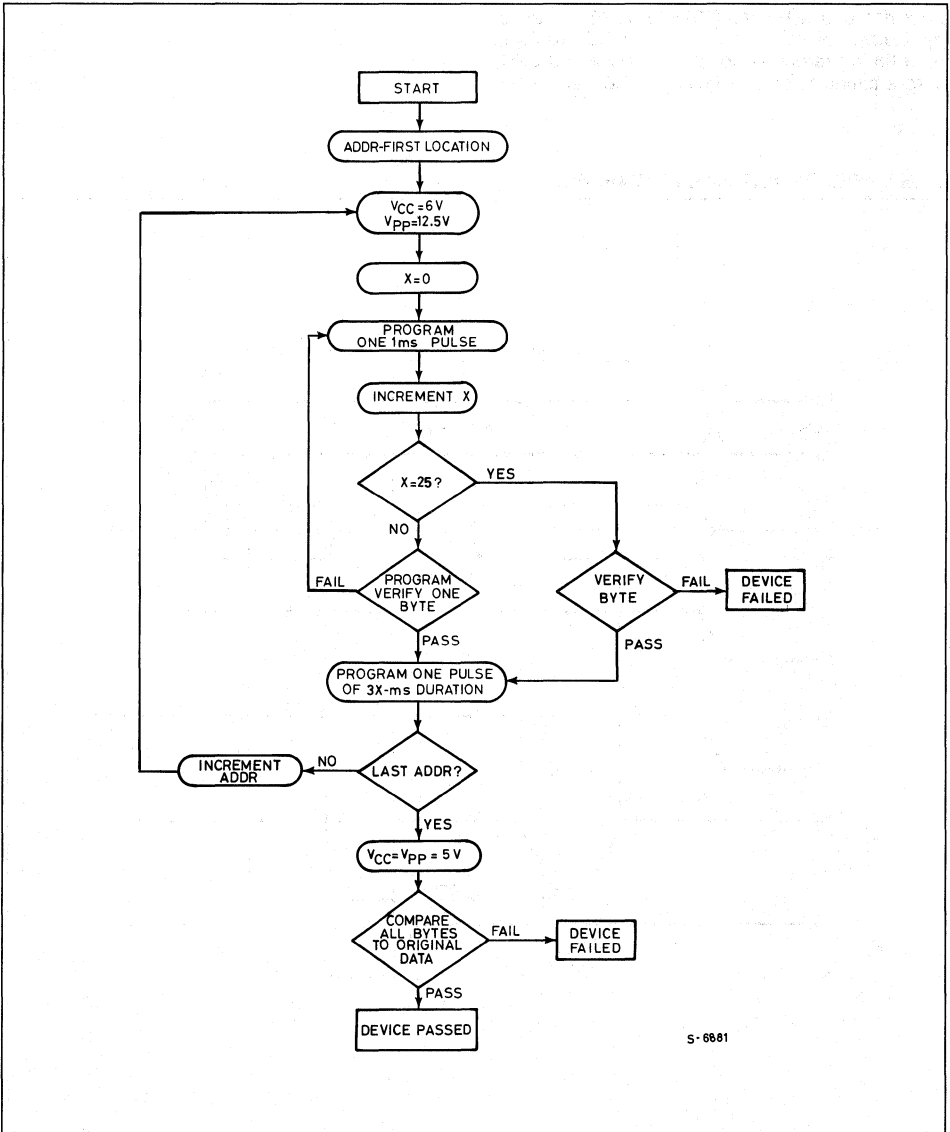 START
ADDR-FIRST LOCATION
VCC=6V
VPP=12.5V
X=0
PROGRAM
ONE 1ms PULSE
INCREMENT X
X=25?
YES
NO
PROGRAM
VERIFY ONE
BYTE
FAIL
PASS
VERIFY
BYTE
FAIL
DEVICE
FAILED
PASS
PROGRAM ONE PULSE
OF 3X-ms DURATION
LAST ADDR?
NO
INCREMENT
ADDR
YES
VCC=VPP=5V
COMPARE
ALL BYTES
TO ORIGINAL
DATA
FAIL
DEVICE
FAILED
PASS
DEVICE PASSED
S-6881